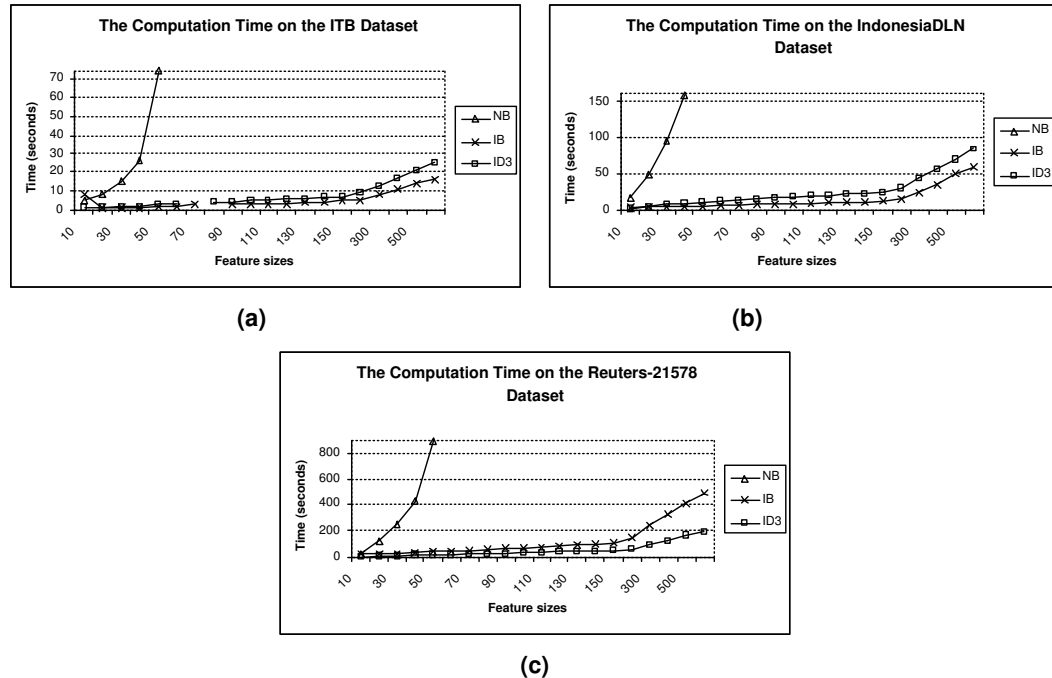 The Computation Time on the ITB Dataset
70
60
50
40
30
20
10
0
Time (seconds)
10
30
50
70
90
110
130
150
300
500
Feature sizes
NB
IB
ID3
(a)
The Computation Time on the IndonesiaDLN
Dataset
150
100
50
0
Time (seconds)
10
30
50
70
90
110
130
150
300
500
Feature sizes
NB
IB
ID3
(b)
The Computation Time on the Reuters-21578
Dataset
800
600
400
200
0
Time (seconds)
10
30
50
70
90
110
130
150
300
500
Feature sizes
NB
IB
ID3
(c)